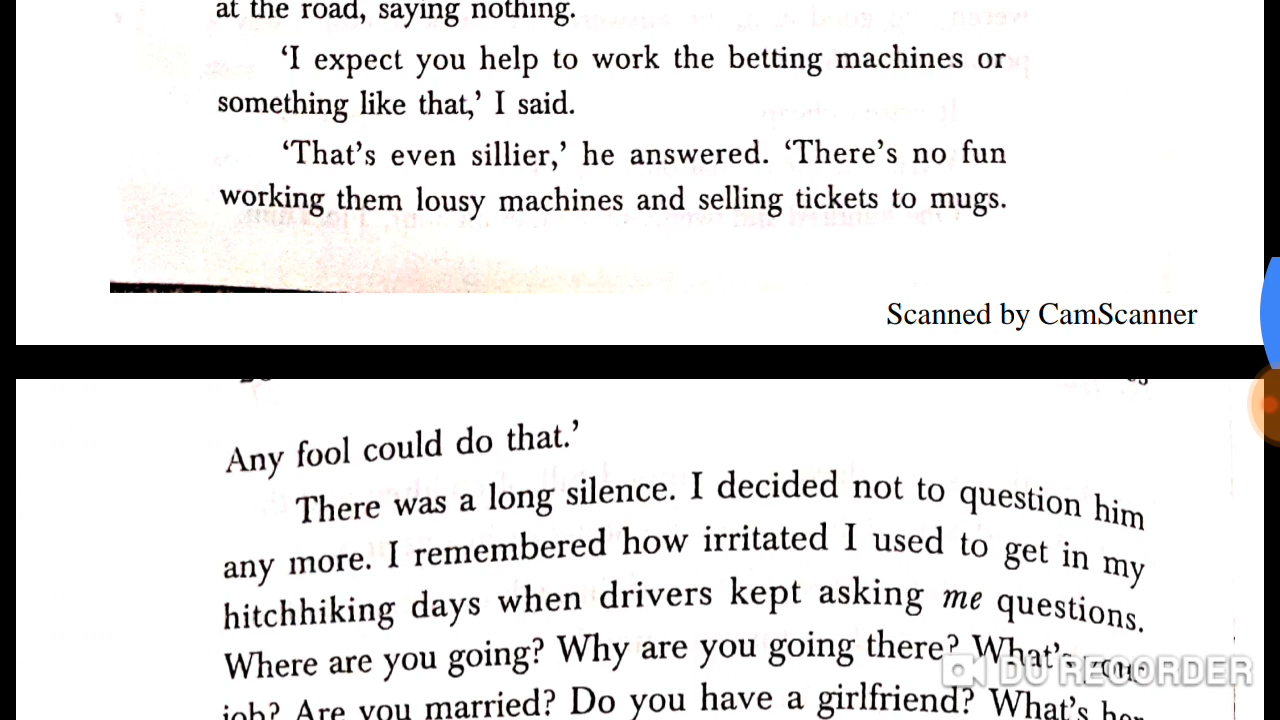 at the road, saying nothing.
‘I expect you help to work the betting machines or
something like that,’ I said.
‘That’s even sillier,’ he answered. ‘There’s no fun
working them lousy machines and selling tickets to mugs.
Scanned by CamScanner
Any fool could do that.’
There was a long silence. I decided not to question him
any more. I remembered how irritated I used to get in my
hitchhiking days when drivers kept asking me questions.
Where are you going? Why are you going there? What’s your
job? Are you married? Do you have a girlfriend? What’s her
DU RECORDER